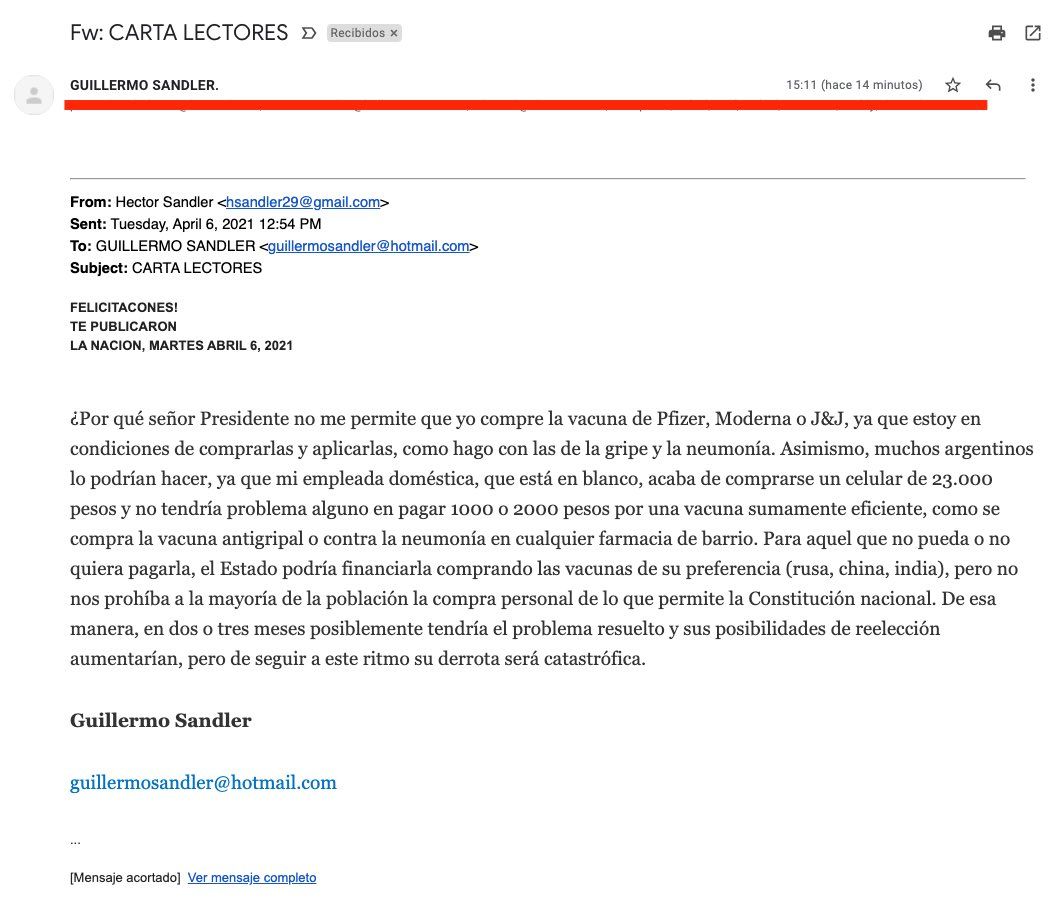 Fw: CARTA LECTORES
Recibidos ×
GUILLERMO SANDLER.
15:11 (hace 14 minutos)
From: Hector Sandler <hsandler29@gmail.com>
Sent: Tuesday, April 6, 2021 12:54 PM
To: GUILLERMO SANDLER <guillermosandler@hotmail.com>
Subject: CARTA LECTORES
FELICITACONES!
TE PUBLICARON
LA NACION, MARTES ABRIL 6, 2021
¿Por qué señor Presidente no me permite que yo compre la vacuna de Pfizer, Moderna o J&J, ya que estoy en
condiciones de comprarlas y aplicarlas, como hago con las de la gripe y la neumonía. Asimismo, muchos argentinos
lo podrían hacer, ya que mi empleada doméstica, que está en blanco, acaba de comprarse un celular de 23.000
pesos y no tendría problema alguno en pagar 1000 o 2000 pesos por una vacuna sumamente eficiente, como se
compra la vacuna antigripal o contra la neumonía en cualquier farmacia de barrio. Para aquel que no pueda o no
quiera pagarla, el Estado podría financiarla comprando las vacunas de su preferencia (rusa, china, india), pero no
nos prohíba a la mayoría de la población la compra personal de lo que permite la Constitución nacional. De esa
manera, en dos o tres meses posiblemente tendría el problema resuelto y sus posibilidades de reelección
aumentarían, pero de seguir a este ritmo su derrota será catastrófica.
Guillermo Sandler
guillermosandler@hotmail.com
...
[Mensaje acortado] Ver mensaje completo